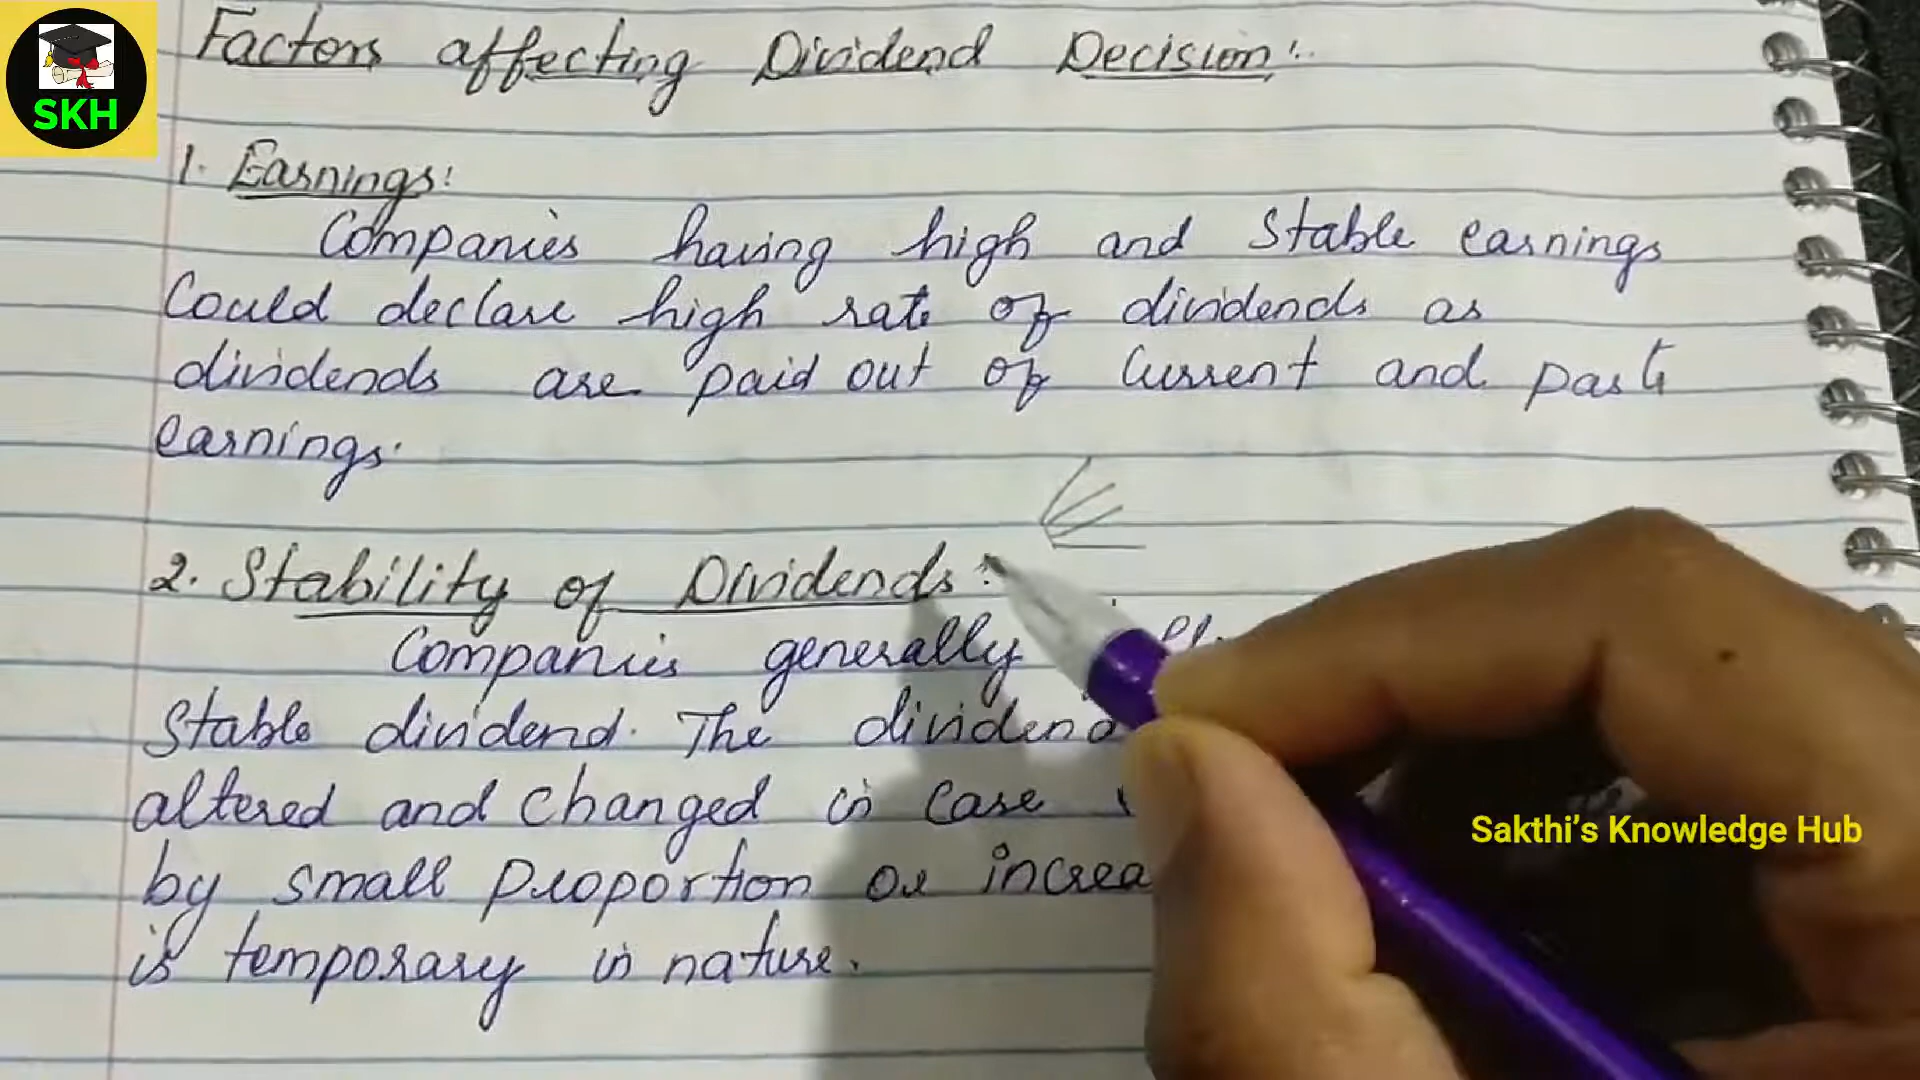 SKH
Factors affecting Dividend Decision:
1. Earnings:
Companies having high and stable earnings
Could declare high rate of dividends as
dividends are paid out of Current and past
earnings.
2. Stability of Dividends:
Companies generally
Stable dividend. The dividend
altered and changed in case
by small proportion or increa
is temporary in nature.
Sakthi's Knowledge Hub